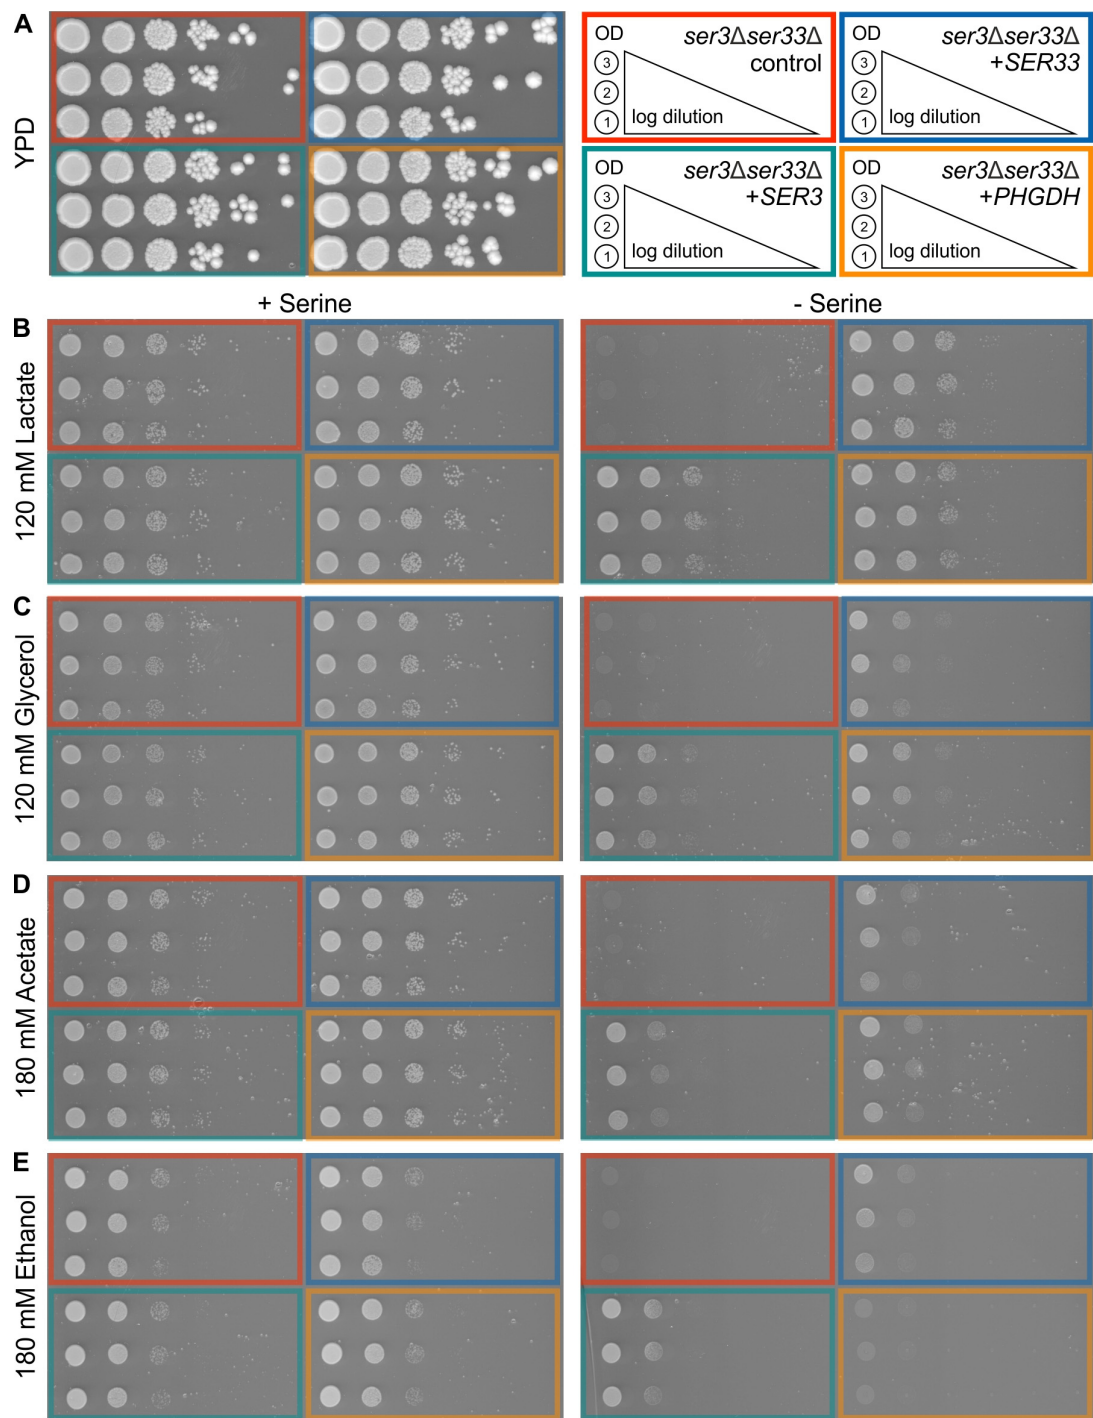 A
YPD
OD
ser3Δser33Δ
control
3
2
1
log dilution
OD
ser3Δser33Δ
+SER33
3
2
1
log dilution
OD
ser3Δser33Δ
+SER3
3
2
1
log dilution
OD
ser3Δser33Δ
+PHGDH
3
2
1
log dilution
+ Serine
- Serine
B
120 mM Lactate
C
120 mM Glycerol
D
180 mM Acetate
E
180 mM Ethanol